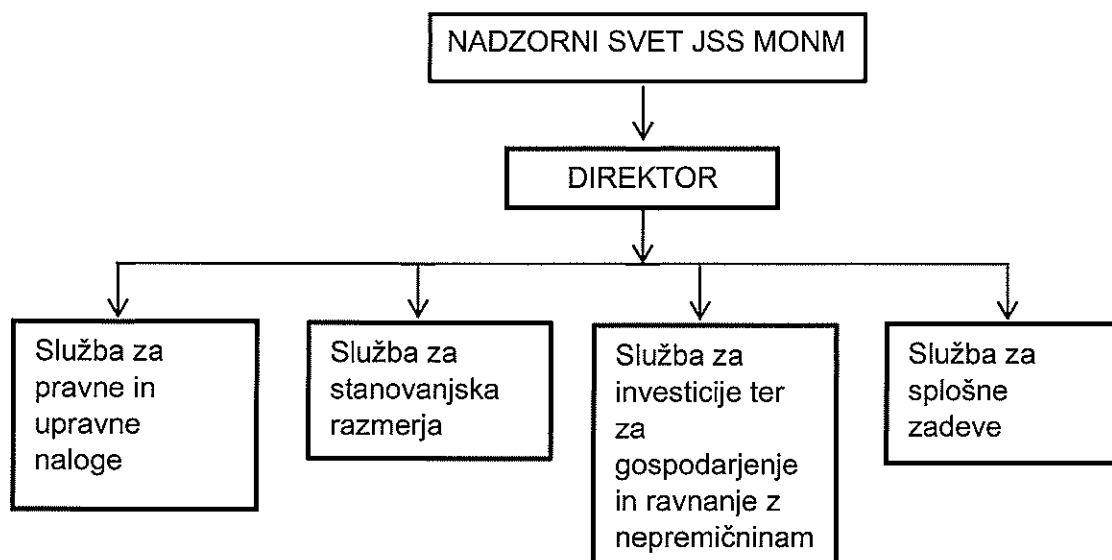 NADZORNI SVET JSS MONM
DIREKTOR
Služba za
pravne in
upravne
naloge
Služba za
stanovanjska
razmerja
Služba za
investicije ter
za
gospodarjenje
in ravnanje z
nepremičninam
Služba za
splošne
zadeve